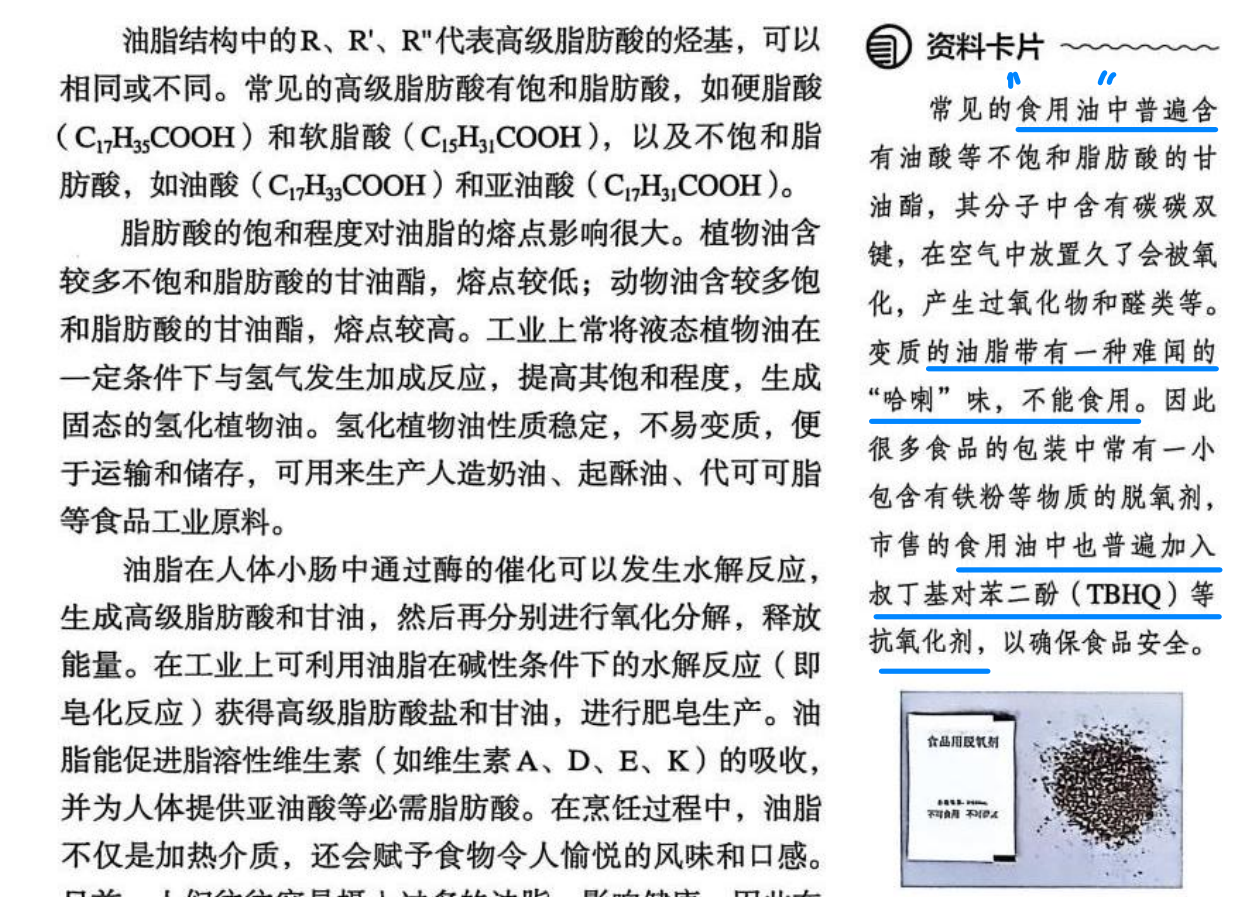 油脂结构中的R、R'、R"代表高级脂肪酸的烃基，可以
相同或不同。常见的高级脂肪酸有饱和脂肪酸，如硬脂酸
（C₁₇H₃₅COOH）和软脂酸（C₁₅H₃₁COOH），以及不饱和脂
肪酸，如油酸（C₁₇H₃₃COOH）和亚油酸（C₁₇H₃₁COOH）。
脂肪酸的饱和程度对油脂的熔点影响很大。植物油含
较多不饱和脂肪酸的甘油酯，熔点较低；动物油含较多饱
和脂肪酸的甘油酯，熔点较高。工业上常将液态植物油在
一定条件下与氢气发生加成反应，提高其饱和程度，生成
固态的氢化植物油。氢化植物油性质稳定，不易变质，便
于运输和储存，可用来生产人造奶油、起酥油、代可可脂
等食品工业原料。
油脂在人体小肠中通过酶的催化可以发生水解反应，
生成高级脂肪酸和甘油，然后再分别进行氧化分解，释放
能量。在工业上可利用油脂在碱性条件下的水解反应（即
皂化反应）获得高级脂肪酸盐和甘油，进行肥皂生产。油
脂能促进脂溶性维生素（如维生素A、D、E、K）的吸收，
并为人体提供亚油酸等必需脂肪酸。在烹饪过程中，油脂
不仅是加热介质，还会赋予食物令人愉悦的风味和口感。
资料卡片
常见的食用油中普遍含
有油酸等不饱和脂肪酸的甘
油酯，其分子中含有碳碳双
键，在空气中放置久了会被氧
化，产生过氧化物和醛类等。
变质的油脂带有一种难闻的
“哈喇”味，不能食用。因此
很多食品的包装中常有一小
包含有铁粉等物质的脱氧剂，
市售的食用油中也普遍加入
叔丁基对苯二酚（TBHQ）等
抗氧化剂，以确保食品安全。
食品用脱氧剂